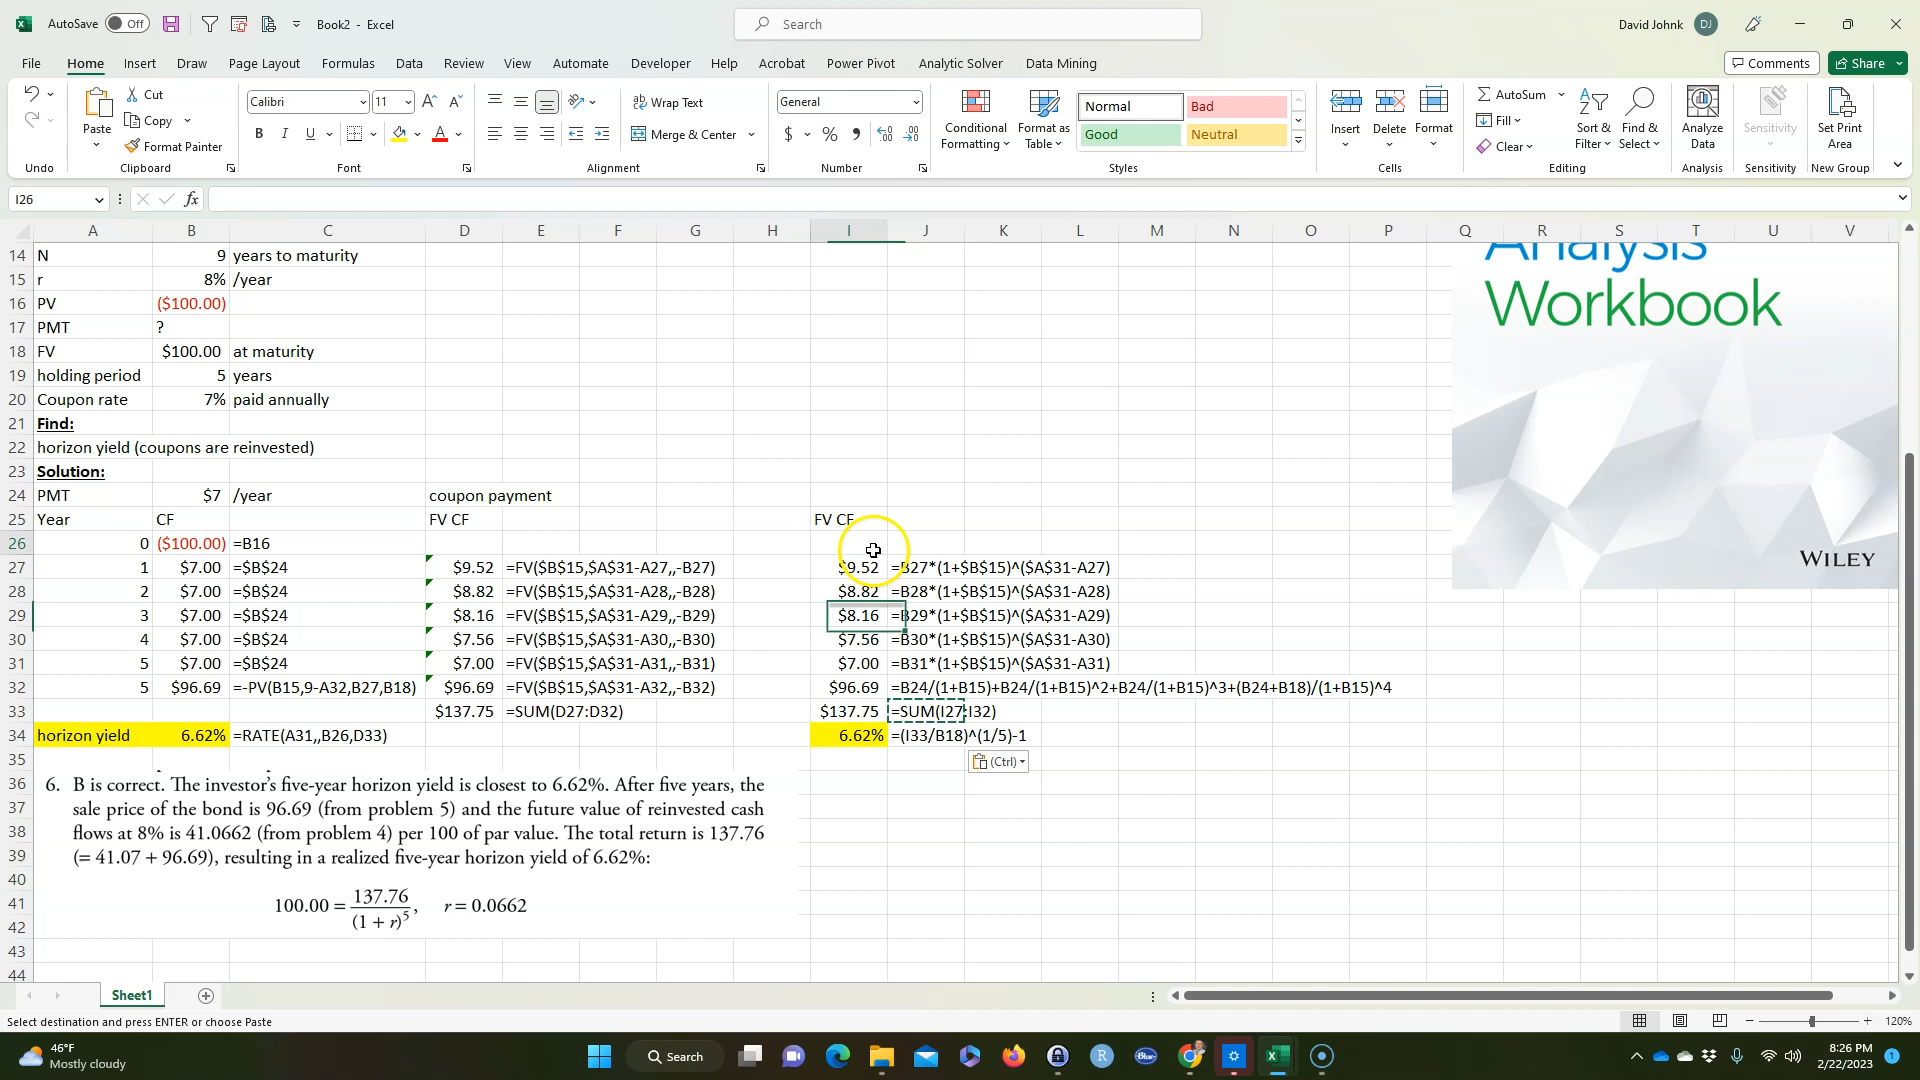 AutoSave Off Book2 - Excel Search David Johnk DJ
File Home Insert Draw Page Layout Formulas Data Review View Automate Developer Help Acrobat Power Pivot Analytic Solver Data Mining Comments Share
Cut Calibri 11 Wrap Text General Normal Bad AutoSum
Paste Copy Merge & Center Conditional Formatting Format as Table Good Neutral Insert Delete Format Fill Sort & Filter Find & Select Analyze Data Sensitivity Set Print Area
Format Painter Clear
Undo Clipboard Font Alignment Number Styles Cells Editing Analysis Sensitivity New Group
I26 fx
A B C D E F G H I J K L M N O P Q R S T U V
14 N 9 years to maturity
15 r 8% /year
16 PV ($100.00)
17 PMT ?
18 FV $100.00 at maturity
19 holding period 5 years
20 Coupon rate 7% paid annually
21 Find:
22 horizon yield (coupons are reinvested)
23 Solution:
24 PMT $7 /year coupon payment
25 Year CF FV CF FV CF
26 0 ($100.00) =B16
27 1 $7.00 =$B$24 $9.52 =FV($B$15,$A$31-A27,,-B27) $9.52 =B27*(1+$B$15)^($A$31-A27)
28 2 $7.00 =$B$24 $8.82 =FV($B$15,$A$31-A28,,-B28) $8.82 =B28*(1+$B$15)^($A$31-A28)
29 3 $7.00 =$B$24 $8.16 =FV($B$15,$A$31-A29,,-B29) $8.16 =B29*(1+$B$15)^($A$31-A29)
30 4 $7.00 =$B$24 $7.56 =FV($B$15,$A$31-A30,,-B30) $7.56 =B30*(1+$B$15)^($A$31-A30)
31 5 $7.00 =$B$24 $7.00 =FV($B$15,$A$31-A31,,-B31) $7.00 =B31*(1+$B$15)^($A$31-A31)
32 5 $96.69 =-PV(B15,9-A32,B27,B18) $96.69 =FV($B$15,$A$31-A32,,-B32) $96.69 =B24/(1+B15)+B24/(1+B15)^2+B24/(1+B15)^3+(B24+B18)/(1+B15)^4
33 $137.75 =SUM(D27:D32) $137.75 =SUM(I27:I32)
34 horizon yield 6.62% =RATE(A31,,B26,D33) 6.62% =(I33/B18)^(1/5)-1
35 (Ctrl)
36
37
38
39
40
41
42
43
44
6. B is correct. The investor's five-year horizon yield is closest to 6.62%. After five years, the
sale price of the bond is 96.69 (from problem 5) and the future value of reinvested cash
flows at 8% is 41.0662 (from problem 4) per 100 of par value. The total return is 137.76
(= 41.07 + 96.69), resulting in a realized five-year horizon yield of 6.62%:
100.00 = 137.76 / (1 + r)^5, r = 0.0662
Analysis
Workbook
WILEY
Sheet1
Select destination and press ENTER or choose Paste 120%
46°F
Mostly cloudy
Search
8:26 PM
2/22/2023